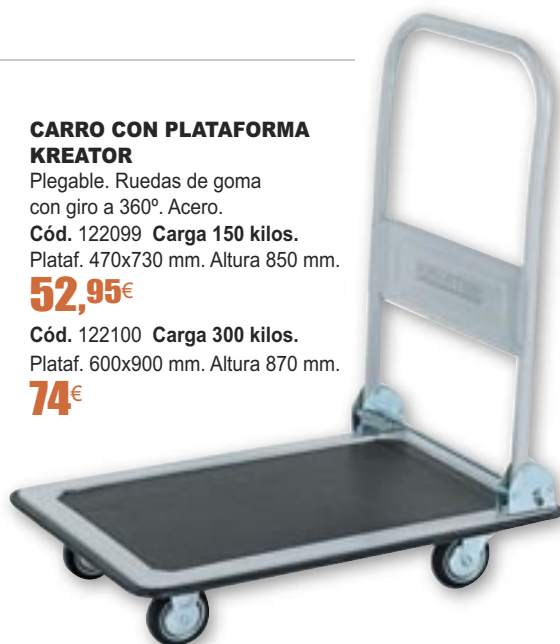 CARRO CON PLATAFORMA
KREATOR
Plegable. Ruedas de goma
con giro a 360º. Acero.
Cód. 122099 Carga 150 kilos.
Plataf. 470x730 mm. Altura 850 mm.
52,95€
Cód. 122100 Carga 300 kilos.
Plataf. 600x900 mm. Altura 870 mm.
74€
KREATOR